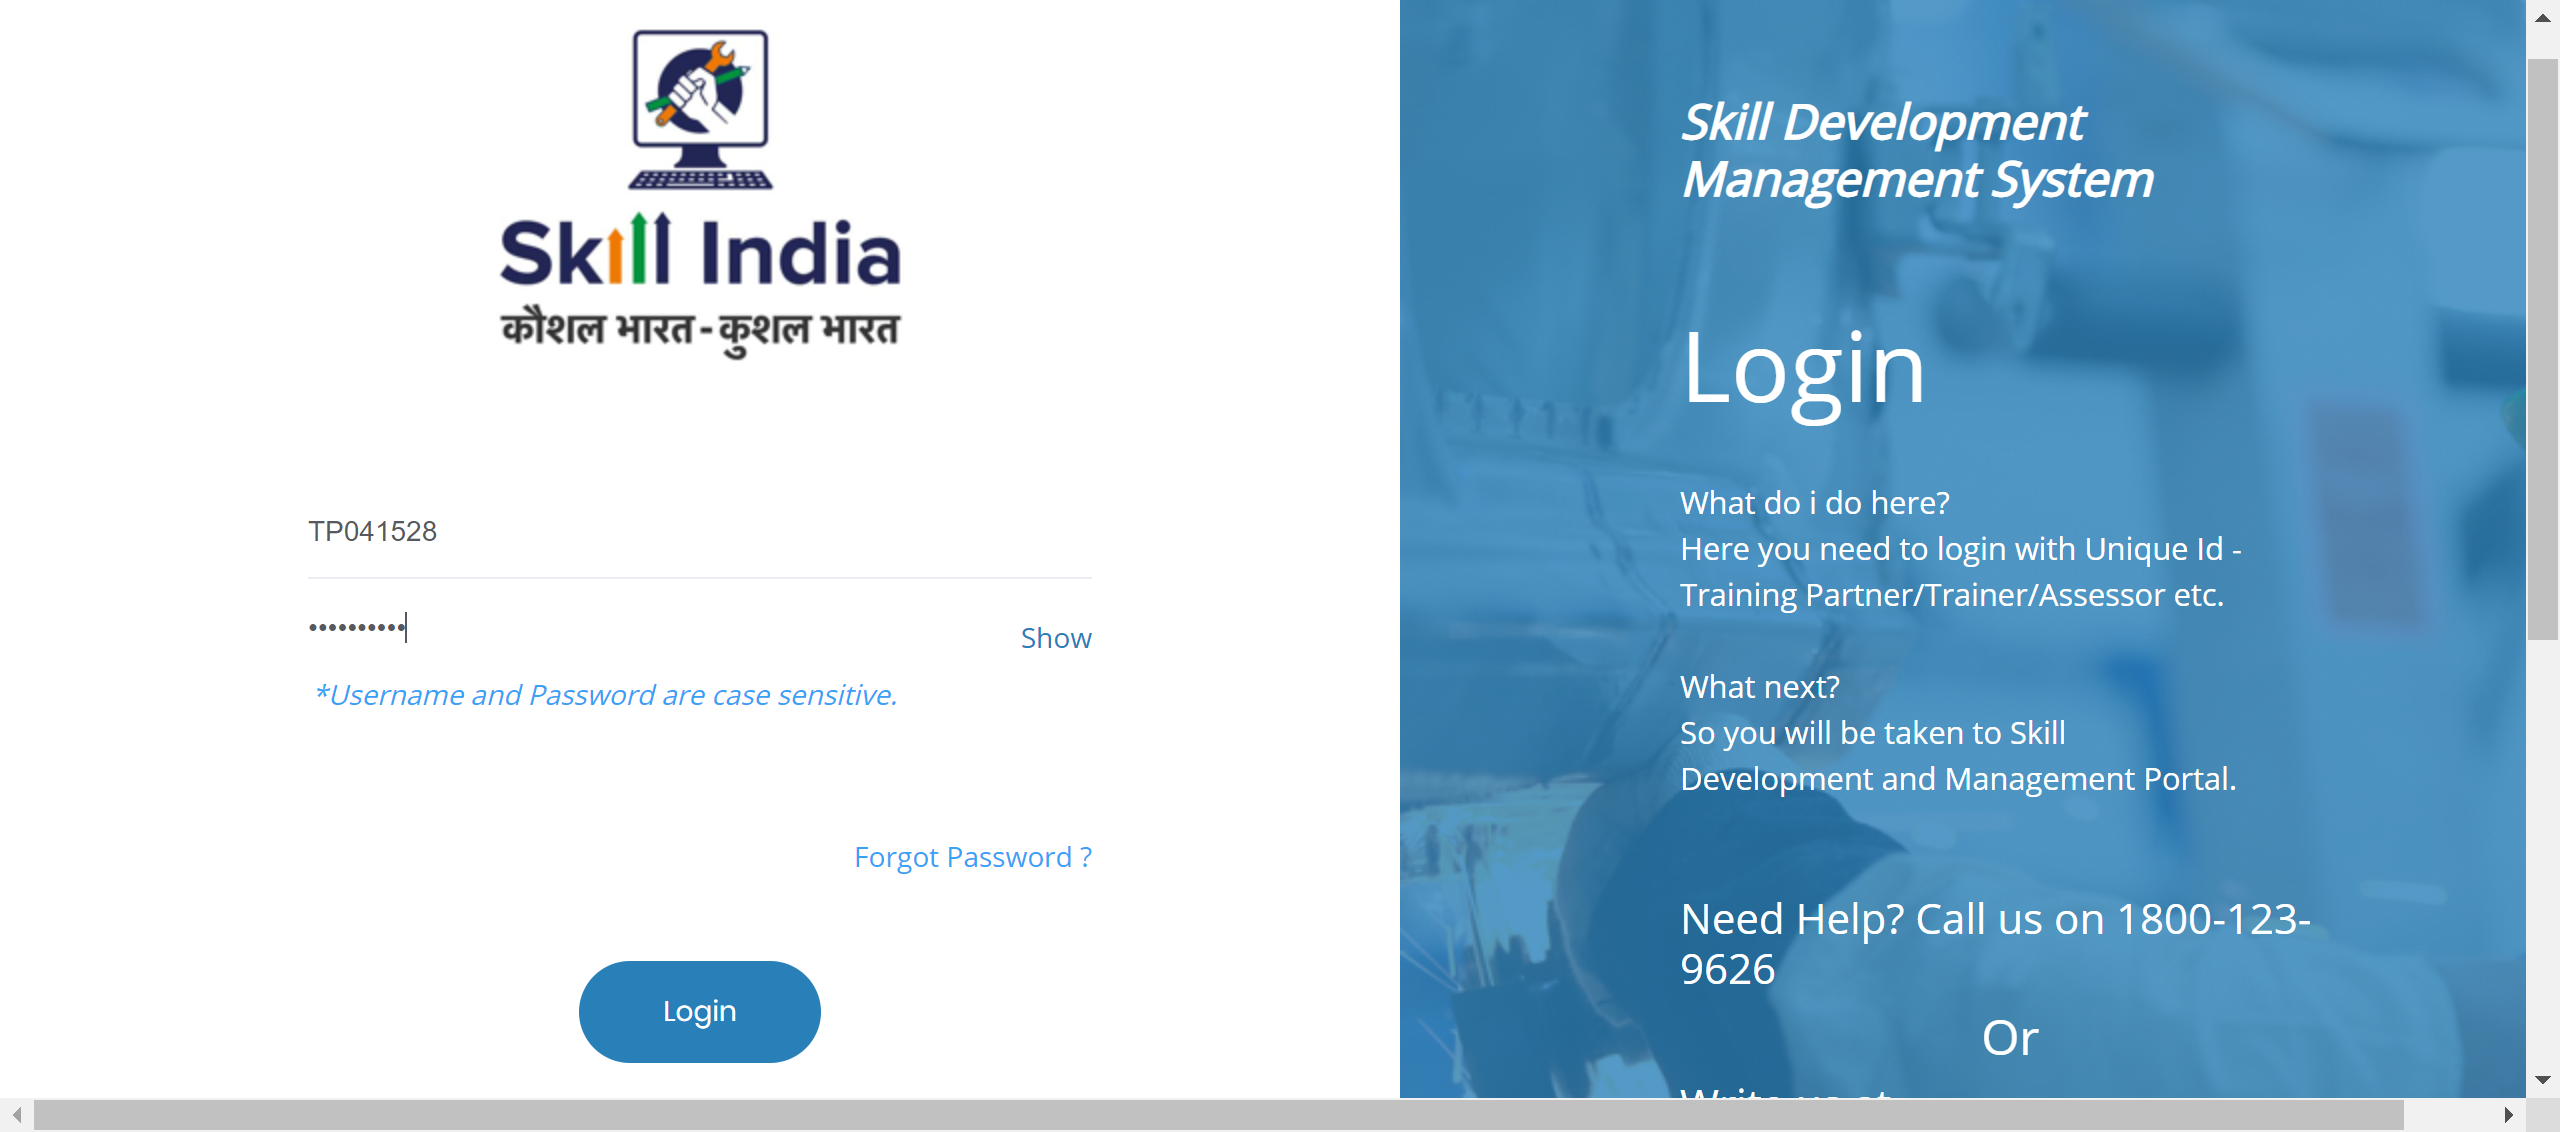 Skill India
कौशल भारत - कुशल भारत
TP041528
••••••••••
Show
*Username and Password are case sensitive.
Forgot Password ?
Login
Skill Development
Management System
Login
What do i do here?
Here you need to login with Unique Id -
Training Partner/Trainer/Assessor etc.
What next?
So you will be taken to Skill
Development and Management Portal.
Need Help? Call us on 1800-123-
9626
Or
Write us at